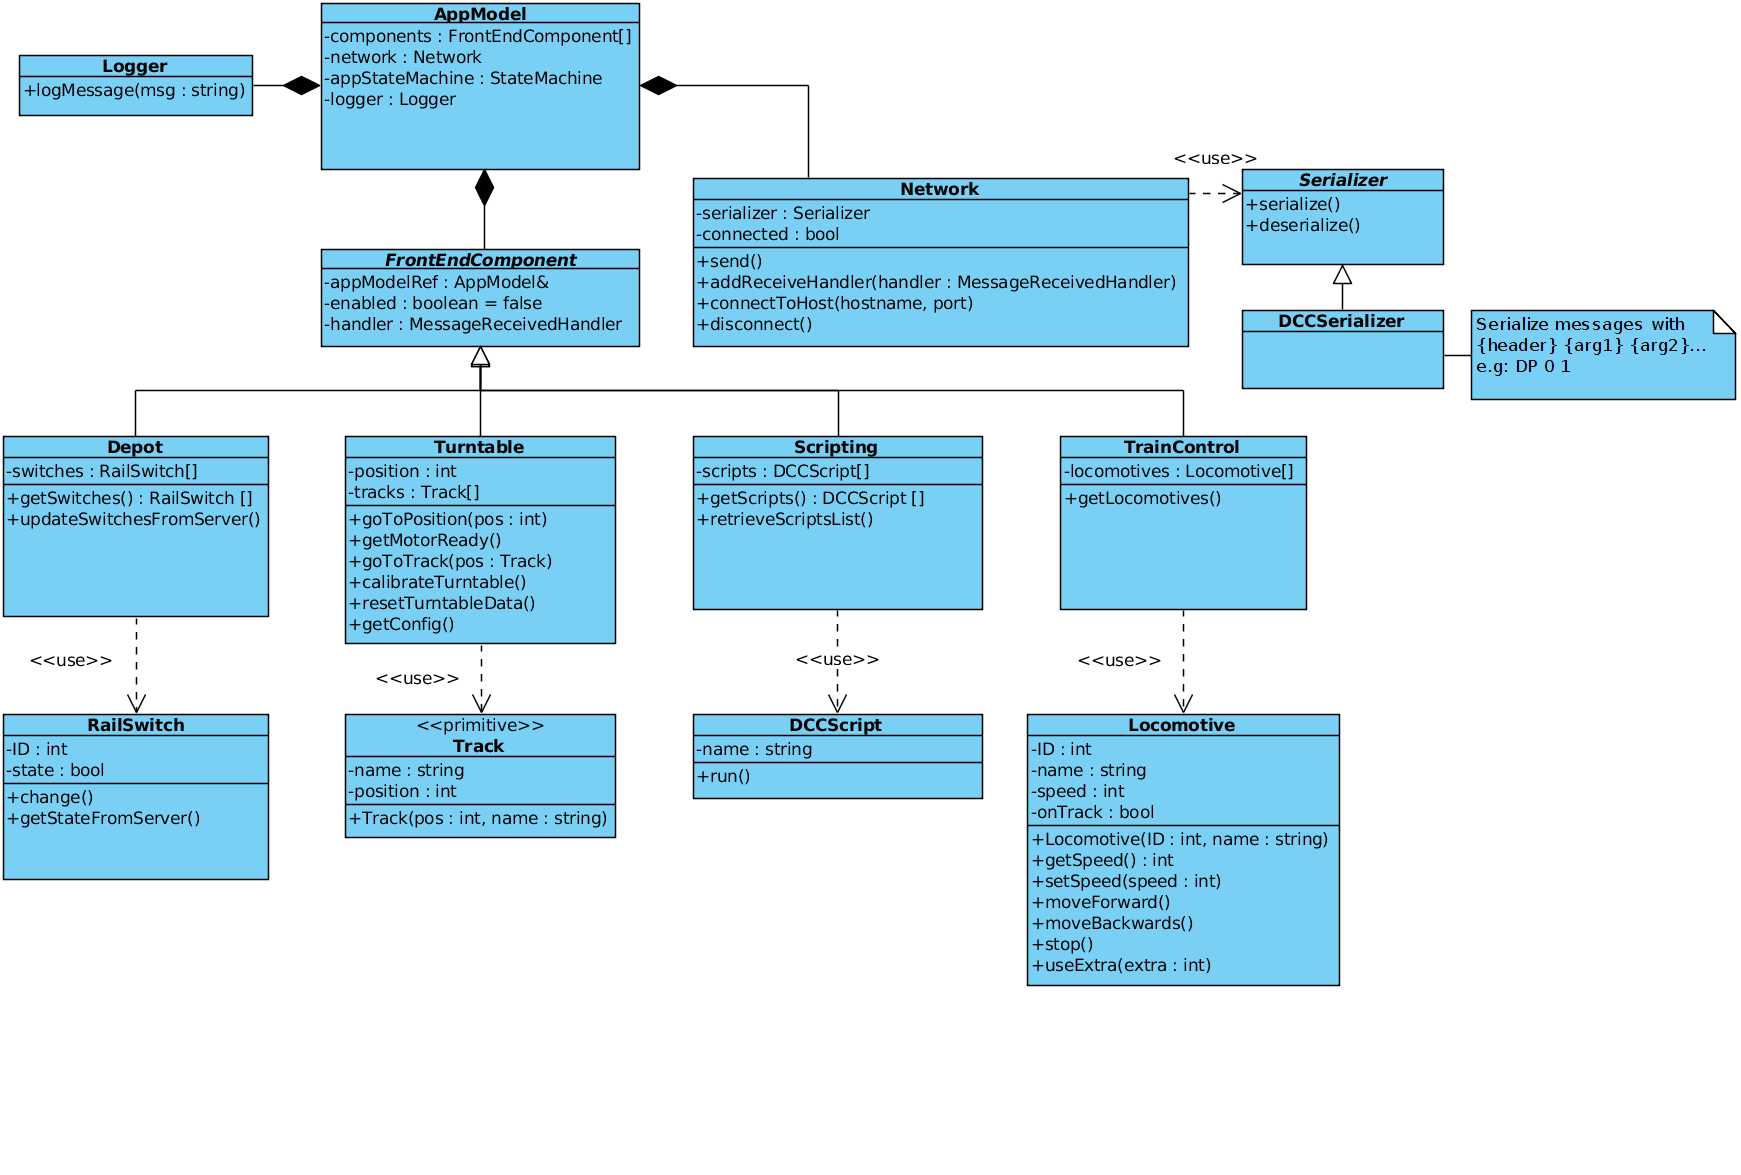 AppModel
-components : FrontEndComponent[]
-network : Network
-appStateMachine : StateMachine
-logger : Logger
Logger
+logMessage(msg : string)
<<use>>
Network
-serializer : Serializer
-connected : bool
+send()
+addReceiveHandler(handler : MessageReceivedHandler)
+connectToHost(hostname, port)
+disconnect()
Serializer
+serialize()
+deserialize()
FrontEndComponent
-appModelRef : AppModel&
-enabled : boolean = false
-handler : MessageReceivedHandler
DCCSerializer
Serialize messages with
{header} {arg1} {arg2}...
e.g: DP 0 1
Depot
-switches : RailSwitch[]
+getSwitches() : RailSwitch []
+updateSwitchesFromServer()
Turntable
-position : int
-tracks : Track[]
+goToPosition(pos : int)
+getMotorReady()
+goToTrack(pos : Track)
+calibrateTurntable()
+resetTurntableData()
+getConfig()
Scripting
-scripts : DCCScript[]
+getScripts() : DCCScript []
+retrieveScriptsList()
TrainControl
-locomotives : Locomotive[]
+getLocomotives()
<<use>>
<<use>>
<<use>>
<<use>>
RailSwitch
-ID : int
-state : bool
+change()
+getStateFromServer()
<<primitive>>
Track
-name : string
-position : int
+Track(pos : int, name : string)
DCCScript
-name : string
+run()
Locomotive
-ID : int
-name : string
-speed : int
-onTrack : bool
+Locomotive(ID : int, name : string)
+getSpeed() : int
+setSpeed(speed : int)
+moveForward()
+moveBackwards()
+stop()
+useExtra(extra : int)